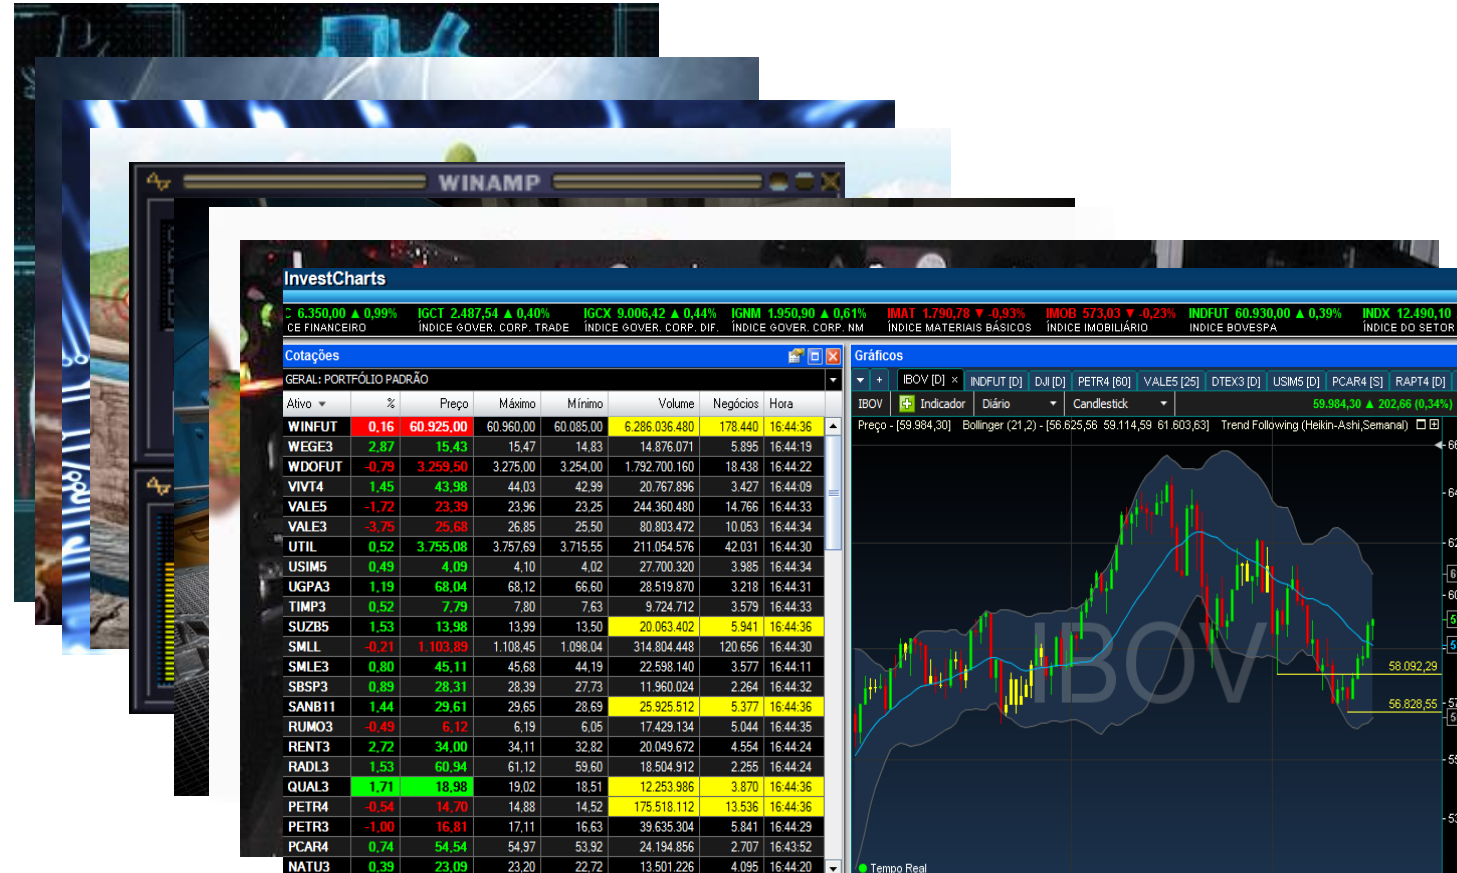 WINAMP
InvestCharts
C 6.350,00 ▲ 0,99% IGCT 2.487,54 ▲ 0,40% IGCX 9.006,42 ▲ 0,44% IGNM 1.950,90 ▲ 0,61% IMAT 1.790,78 ▼ -0,93% IMOB 573,03 ▼ -0,23% INDFUT 60.930,00 ▲ 0,39% INDX 12.490,10
CE FINANCEIRO ÍNDICE GOVER. CORP. TRADE ÍNDICE GOVER. CORP. DIF. ÍNDICE GOVER. CORP. NM ÍNDICE MATERIAIS BÁSICOS ÍNDICE IMOBILIÁRIO INDICE BOVESPA ÍNDICE DO SETOR
Cotações
GERAL: PORTFÓLIO PADRÃO
Ativo % Preço Máximo Mínimo Volume Negócios Hora
WINFUT 0,16 60.925,00 60.960,00 60.085,00 6.286.036.480 178.440 16:44:36
WEGE3 2,87 15,43 15,47 14,83 14.876.071 5.895 16:44:19
WDOFUT -0,79 3.259,50 3.275,00 3.254,00 1.792.700.160 18.438 16:44:22
VIVT4 1,45 43,98 44,03 42,99 20.767.896 3.427 16:44:09
VALE5 -1,72 23,39 23,96 23,25 244.360.480 14.766 16:44:33
VALE3 -3,75 25,68 26,85 25,50 80.803.472 10.053 16:44:34
UTIL 0,52 3.755,08 3.757,69 3.715,55 211.054.576 42.031 16:44:30
USIM5 0,49 4,09 4,10 4,02 27.700.320 3.985 16:44:34
UGPA3 1,19 68,04 68,12 66,60 28.519.870 3.218 16:44:31
TIMP3 0,52 7,79 7,80 7,63 9.724.712 3.579 16:44:33
SUZB5 1,53 13,98 13,99 13,50 20.063.402 5.941 16:44:36
SMLL -0,21 1.103,89 1.108,45 1.098,04 314.804.448 120.656 16:44:30
SMLE3 0,80 45,11 45,68 44,19 22.598.140 3.577 16:44:11
SBSP3 0,89 28,31 28,39 27,73 11.960.024 2.264 16:44:32
SANB11 1,44 29,61 29,65 28,69 25.925.512 5.377 16:44:36
RUMO3 -0,49 6,12 6,19 6,05 17.429.134 5.044 16:44:35
RENT3 2,72 34,00 34,11 32,82 20.049.672 4.554 16:44:24
RADL3 1,53 60,94 61,12 59,60 18.504.912 2.255 16:44:24
QUAL3 1,71 18,98 19,02 18,51 12.253.986 3.870 16:44:36
PETR4 -0,54 14,70 14,88 14,52 175.518.112 13.536 16:44:36
PETR3 -1,00 16,81 17,11 16,63 39.635.304 5.841 16:44:29
PCAR4 0,74 54,54 54,97 53,92 24.194.856 2.707 16:43:52
NATU3 0,39 23,09 23,20 22,72 13.501.226 4.095 16:44:20
Gráficos
IBOV [D] × INDFUT [D] DJI [D] PETR4 [60] VALE5 [25] DTEX3 [D] USIM5 [D] PCAR4 [S] RAPT4 [D]
IBOV Indicador Diário Candlestick 59.984,30 ▲ 202,66 (0,34%)
Preço - [59.984,30] Bollinger (21,2) - [56.625,56 59.114,59 61.603,63] Trend Following (Heikin-Ashi,Semanal)
IBOV
58.092,29
56.828,55
Tempo Real